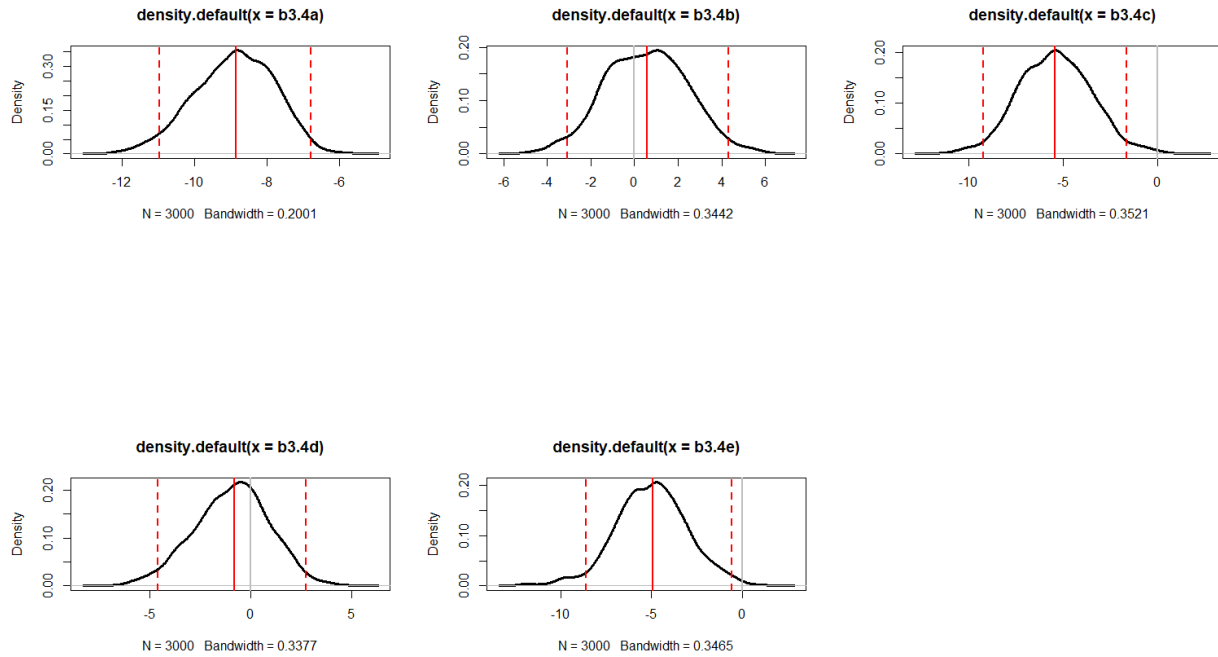 density.default(x = b3.4a)
Density
0.00 0.15 0.30
-12 -10 -8 -6
N = 3000 Bandwidth = 0.2001
density.default(x = b3.4b)
Density
0.00 0.10 0.20
-6 -4 -2 0 2 4 6
N = 3000 Bandwidth = 0.3442
density.default(x = b3.4c)
Density
0.00 0.10 0.20
-10 -5 0
N = 3000 Bandwidth = 0.3521
density.default(x = b3.4d)
Density
0.00 0.10 0.20
-5 0 5
N = 3000 Bandwidth = 0.3377
density.default(x = b3.4e)
Density
0.00 0.10 0.20
-10 -5 0
N = 3000 Bandwidth = 0.3465